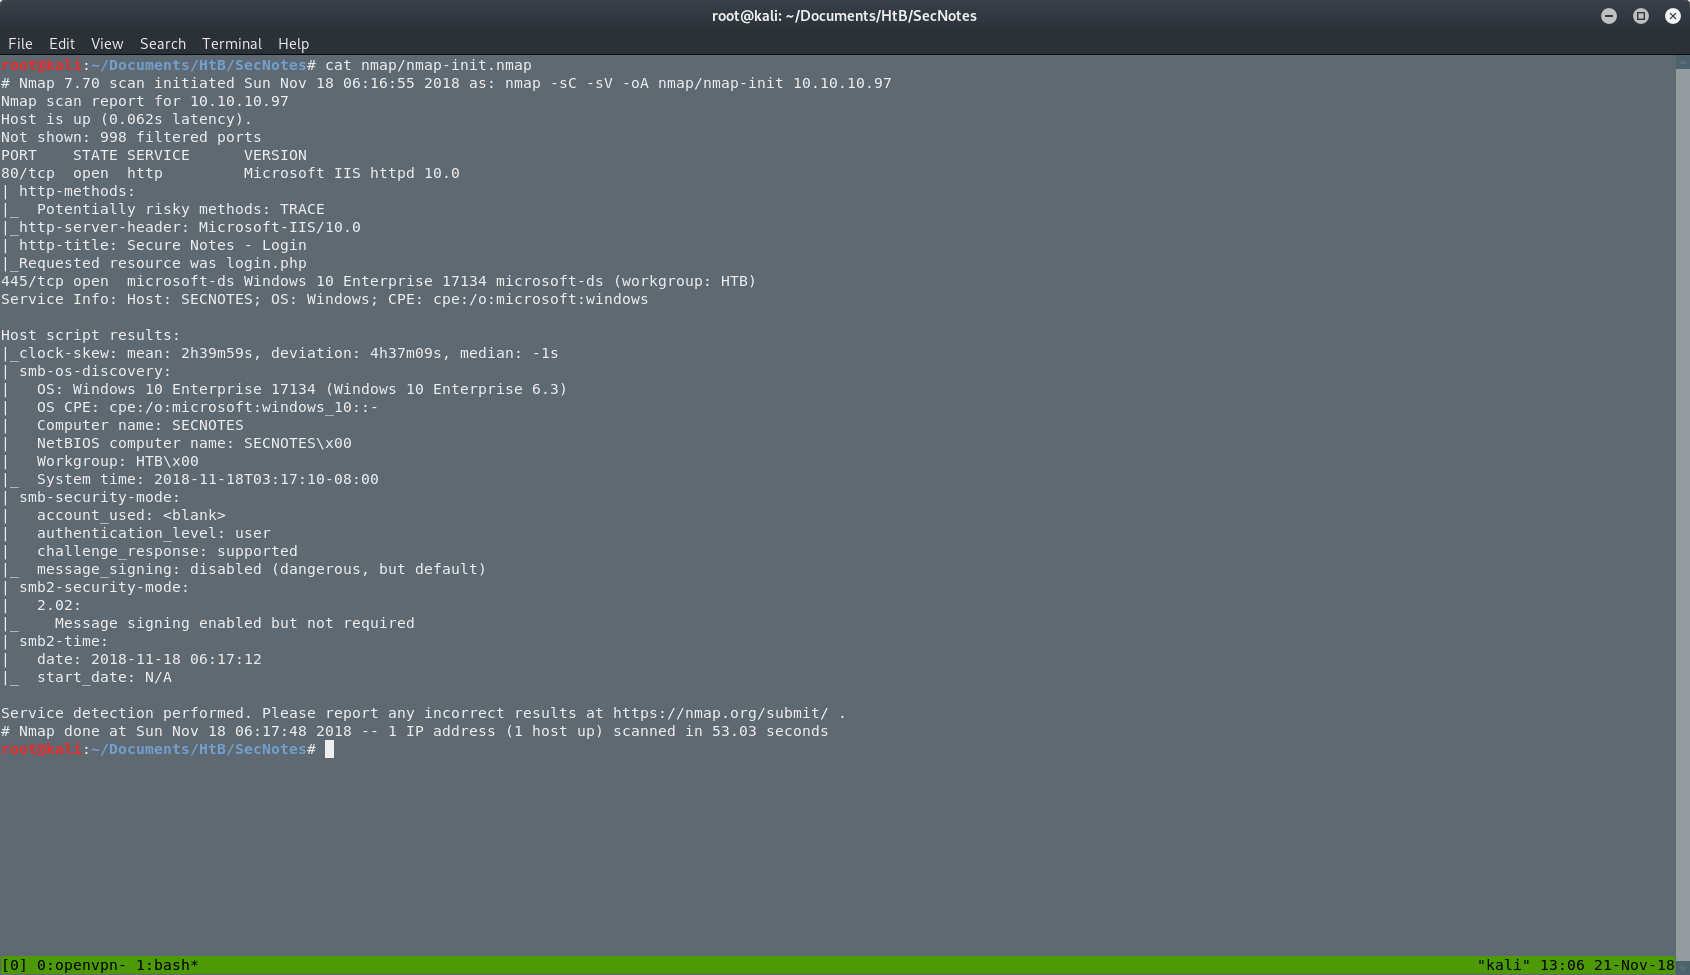 root@kali: ~/Documents/HtB/SecNotes
File Edit View Search Terminal Help
root@kali:~/Documents/HtB/SecNotes# cat nmap/nmap-init.nmap
# Nmap 7.70 scan initiated Sun Nov 18 06:16:55 2018 as: nmap -sC -sV -oA nmap/nmap-init 10.10.10.97
Nmap scan report for 10.10.10.97
Host is up (0.062s latency).
Not shown: 998 filtered ports
PORT    STATE SERVICE      VERSION
80/tcp  open  http         Microsoft IIS httpd 10.0
| http-methods:
|_  Potentially risky methods: TRACE
|_http-server-header: Microsoft-IIS/10.0
| http-title: Secure Notes - Login
|_Requested resource was login.php
445/tcp open  microsoft-ds Windows 10 Enterprise 17134 microsoft-ds (workgroup: HTB)
Service Info: Host: SECNOTES; OS: Windows; CPE: cpe:/o:microsoft:windows

Host script results:
|_clock-skew: mean: 2h39m59s, deviation: 4h37m09s, median: -1s
| smb-os-discovery:
|   OS: Windows 10 Enterprise 17134 (Windows 10 Enterprise 6.3)
|   OS CPE: cpe:/o:microsoft:windows_10::-
|   Computer name: SECNOTES
|   NetBIOS computer name: SECNOTES\x00
|   Workgroup: HTB\x00
|_  System time: 2018-11-18T03:17:10-08:00
| smb-security-mode:
|   account_used: <blank>
|   authentication_level: user
|   challenge_response: supported
|_  message_signing: disabled (dangerous, but default)
| smb2-security-mode:
|   2.02:
|_    Message signing enabled but not required
| smb2-time:
|   date: 2018-11-18 06:17:12
|_  start_date: N/A

Service detection performed. Please report any incorrect results at https://nmap.org/submit/ .
# Nmap done at Sun Nov 18 06:17:48 2018 -- 1 IP address (1 host up) scanned in 53.03 seconds
root@kali:~/Documents/HtB/SecNotes#
[0] 0:openvpn- 1:bash* "kali" 13:06 21-Nov-18